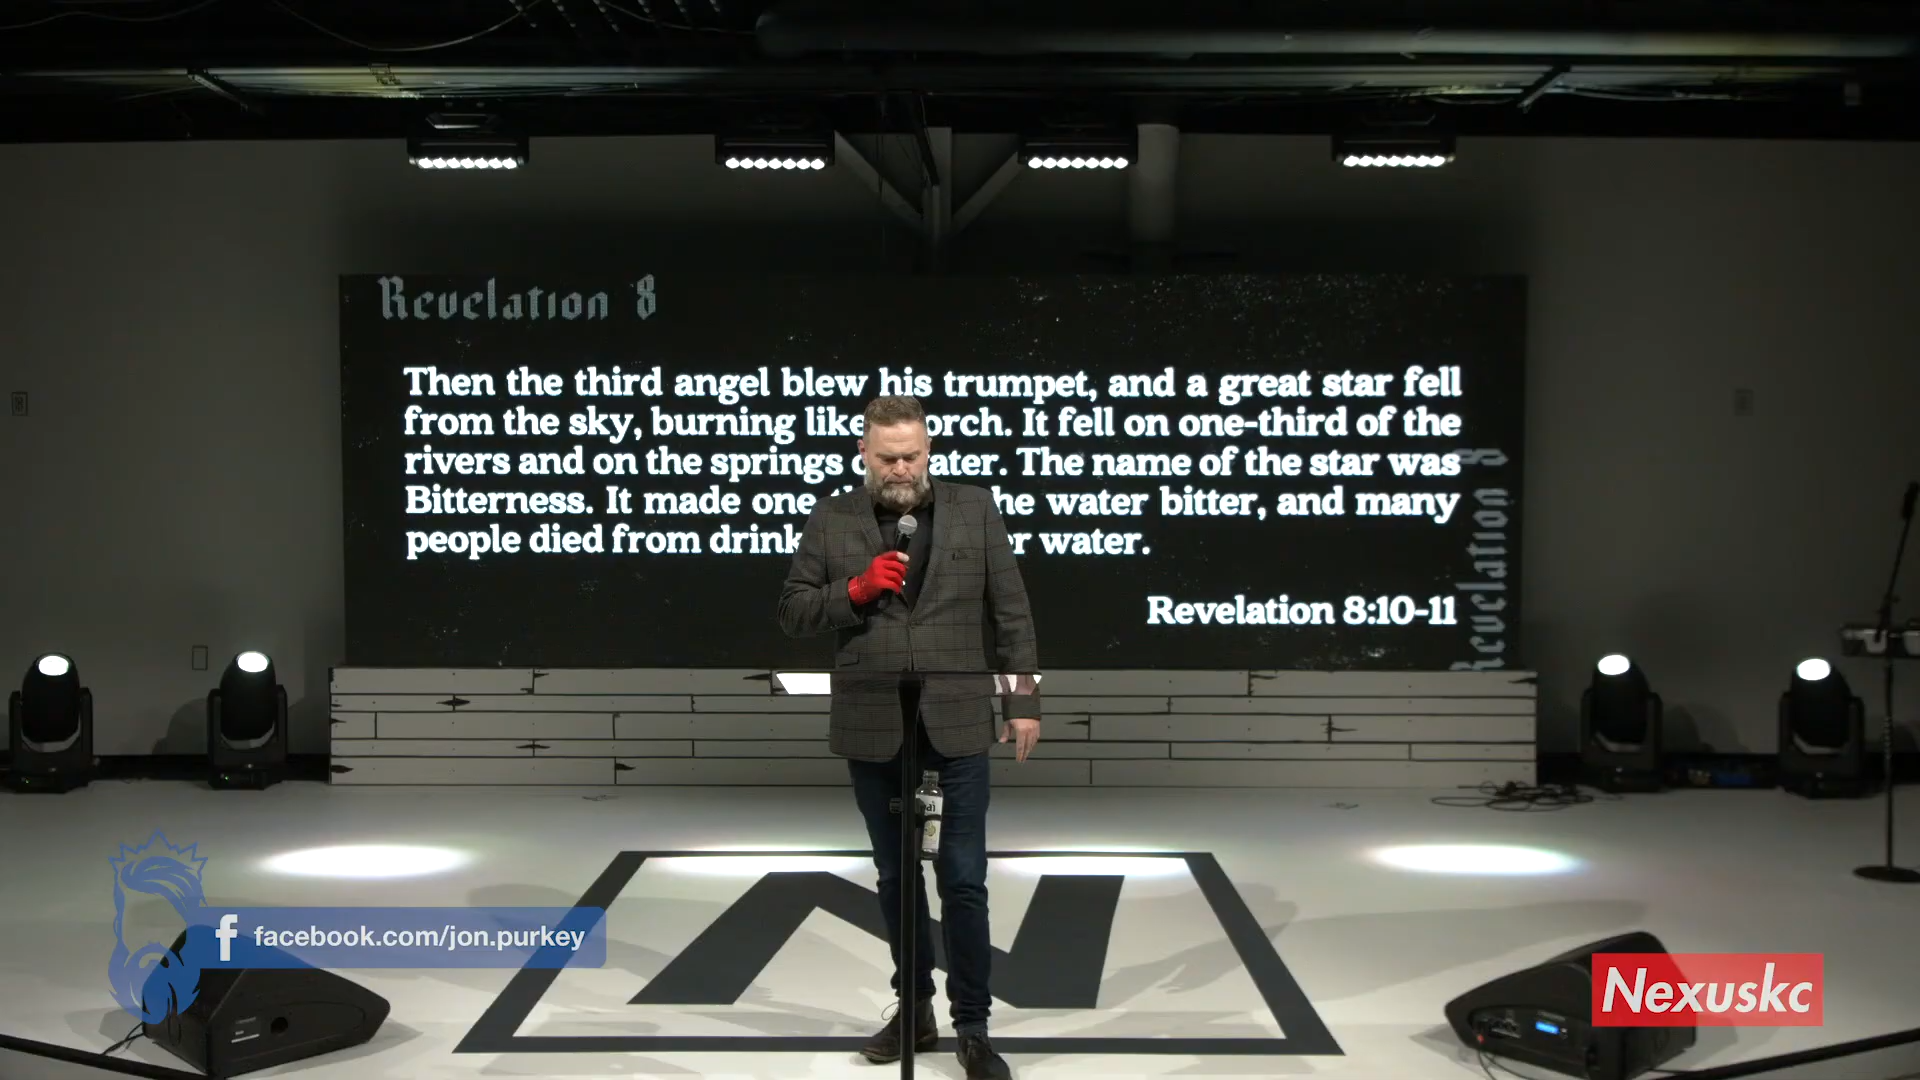 Revelation 8
Then the third angel blew his trumpet, and a great star fell
from the sky, burning like orch. It fell on one-third of the
rivers and on the springs ater. The name of the star was
Bitterness. It made one he water bitter, and many
people died from drink er water.
Revelation 8:10-11
Revelation 8
facebook.com/jon.purkey
Nexuskc